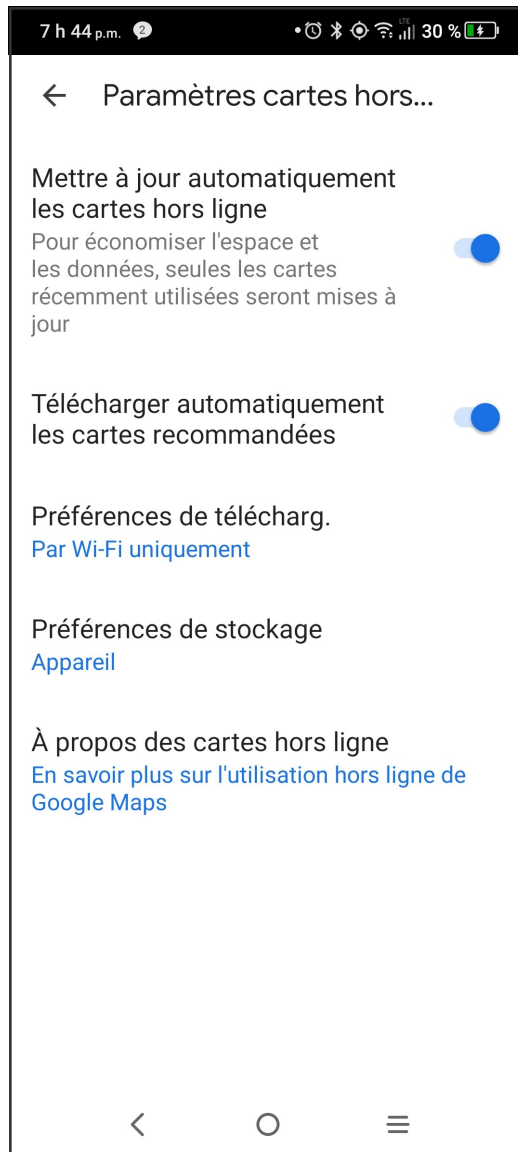 7 h 44 p.m. 2 LTE 30 %
Paramètres cartes hors...
Mettre à jour automatiquement
les cartes hors ligne
Pour économiser l'espace et
les données, seules les cartes
récemment utilisées seront mises à
jour
Télécharger automatiquement
les cartes recommandées
Préférences de télécharg.
Par Wi-Fi uniquement
Préférences de stockage
Appareil
À propos des cartes hors ligne
En savoir plus sur l'utilisation hors ligne de
Google Maps